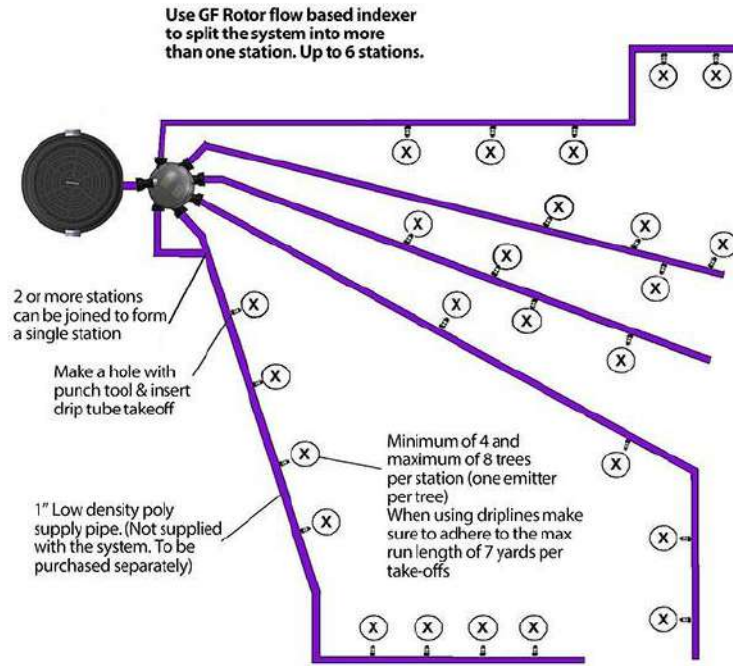 Use GF Rotor flow based indexer
to split the system into more
than one station. Up to 6 stations.
X X
X X X
X X X X
X X X X
2 or more stations
can be joined to form
a single station
X
X
Make a hole with
punch tool & insert
drip tube takeoff
X
X
X
Minimum of 4 and
maximum of 8 trees
per station (one emitter
per tree)
When using driplines make
sure to adhere to the max
run length of 7 yards per
take-offs
1" Low density poly
supply pipe. (Not supplied
with the system. To be
purchased separately)
X
X
X
X
X X X X